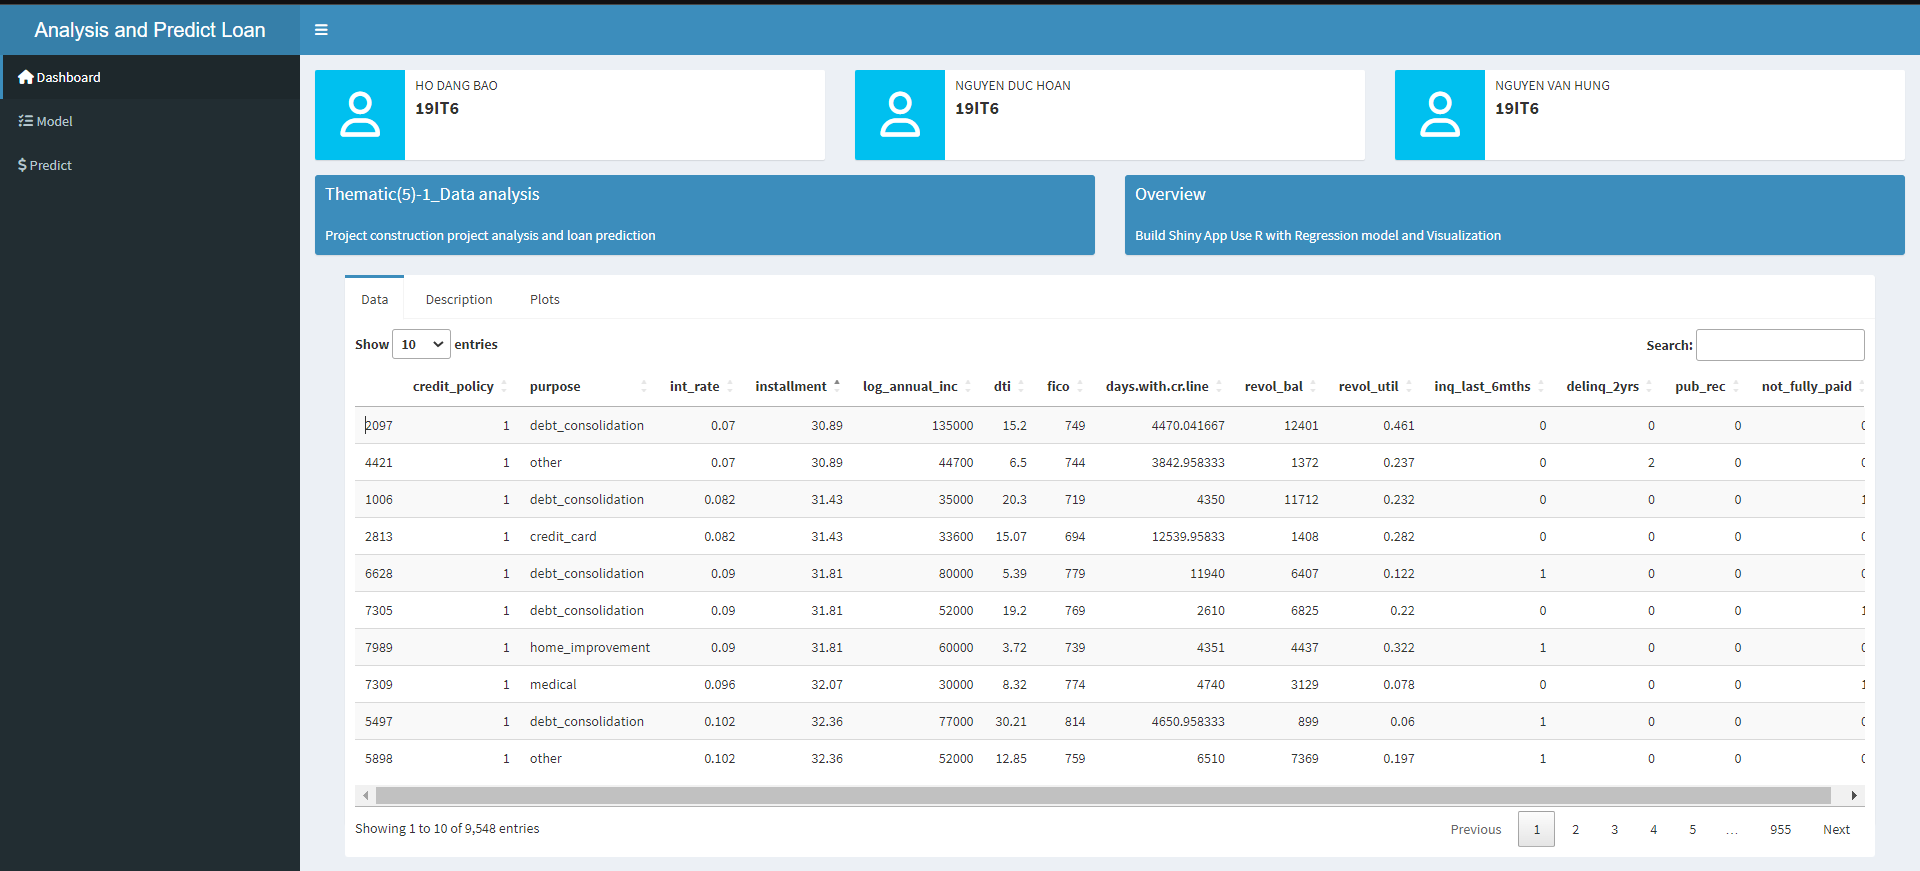 Analysis and Predict Loan
Dashboard
Model
Predict
HO DANG BAO
19IT6
NGUYEN DUC HOAN
19IT6
NGUYEN VAN HUNG
19IT6
Thematic(5)-1_Data analysis
Project construction project analysis and loan prediction
Overview
Build Shiny App Use R with Regression model and Visualization
Data Description Plots
Show 10 entries
Search:
credit_policy purpose int_rate installment log_annual_inc dti fico days.with.cr.line revol_bal revol_util inq_last_6mths delinq_2yrs pub_rec not_fully_paid
2097 1 debt_consolidation 0.07 30.89 135000 15.2 749 4470.041667 12401 0.461 0 0 0 0
4421 1 other 0.07 30.89 44700 6.5 744 3842.958333 1372 0.237 0 2 0 0
1006 1 debt_consolidation 0.082 31.43 35000 20.3 719 4350 11712 0.232 0 0 0 1
2813 1 credit_card 0.082 31.43 33600 15.07 694 12539.95833 1408 0.282 0 0 0 0
6628 1 debt_consolidation 0.09 31.81 80000 5.39 779 11940 6407 0.122 1 0 0 0
7305 1 debt_consolidation 0.09 31.81 52000 19.2 769 2610 6825 0.22 0 0 0 1
7989 1 home_improvement 0.09 31.81 60000 3.72 739 4351 4437 0.322 1 0 0 0
7309 1 medical 0.096 32.07 30000 8.32 774 4740 3129 0.078 0 0 0 1
5497 1 debt_consolidation 0.102 32.36 77000 30.21 814 4650.958333 899 0.06 1 0 0 0
5898 1 other 0.102 32.36 52000 12.85 759 6510 7369 0.197 1 0 0 0
Showing 1 to 10 of 9,548 entries
Previous 1 2 3 4 5 … 955 Next